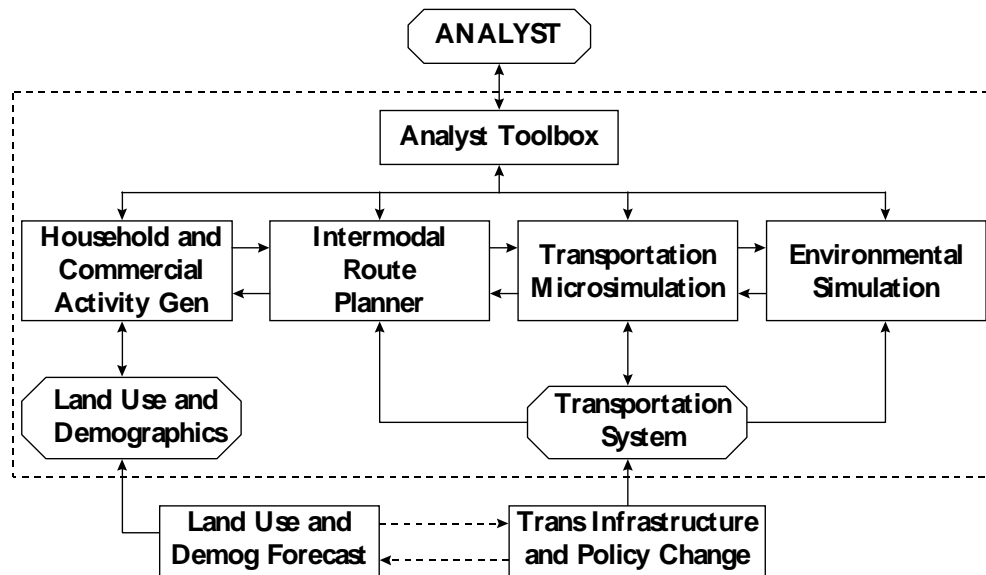 ANALYST
Analyst Toolbox
Household and
Commercial
Activity Gen
Intermodal
Route
Planner
Transportation
Microsimulation
Environmental
Simulation
Land Use and
Demographics
Transportation
System
Land Use and
Demog Forecast
Trans Infrastructure
and Policy Change